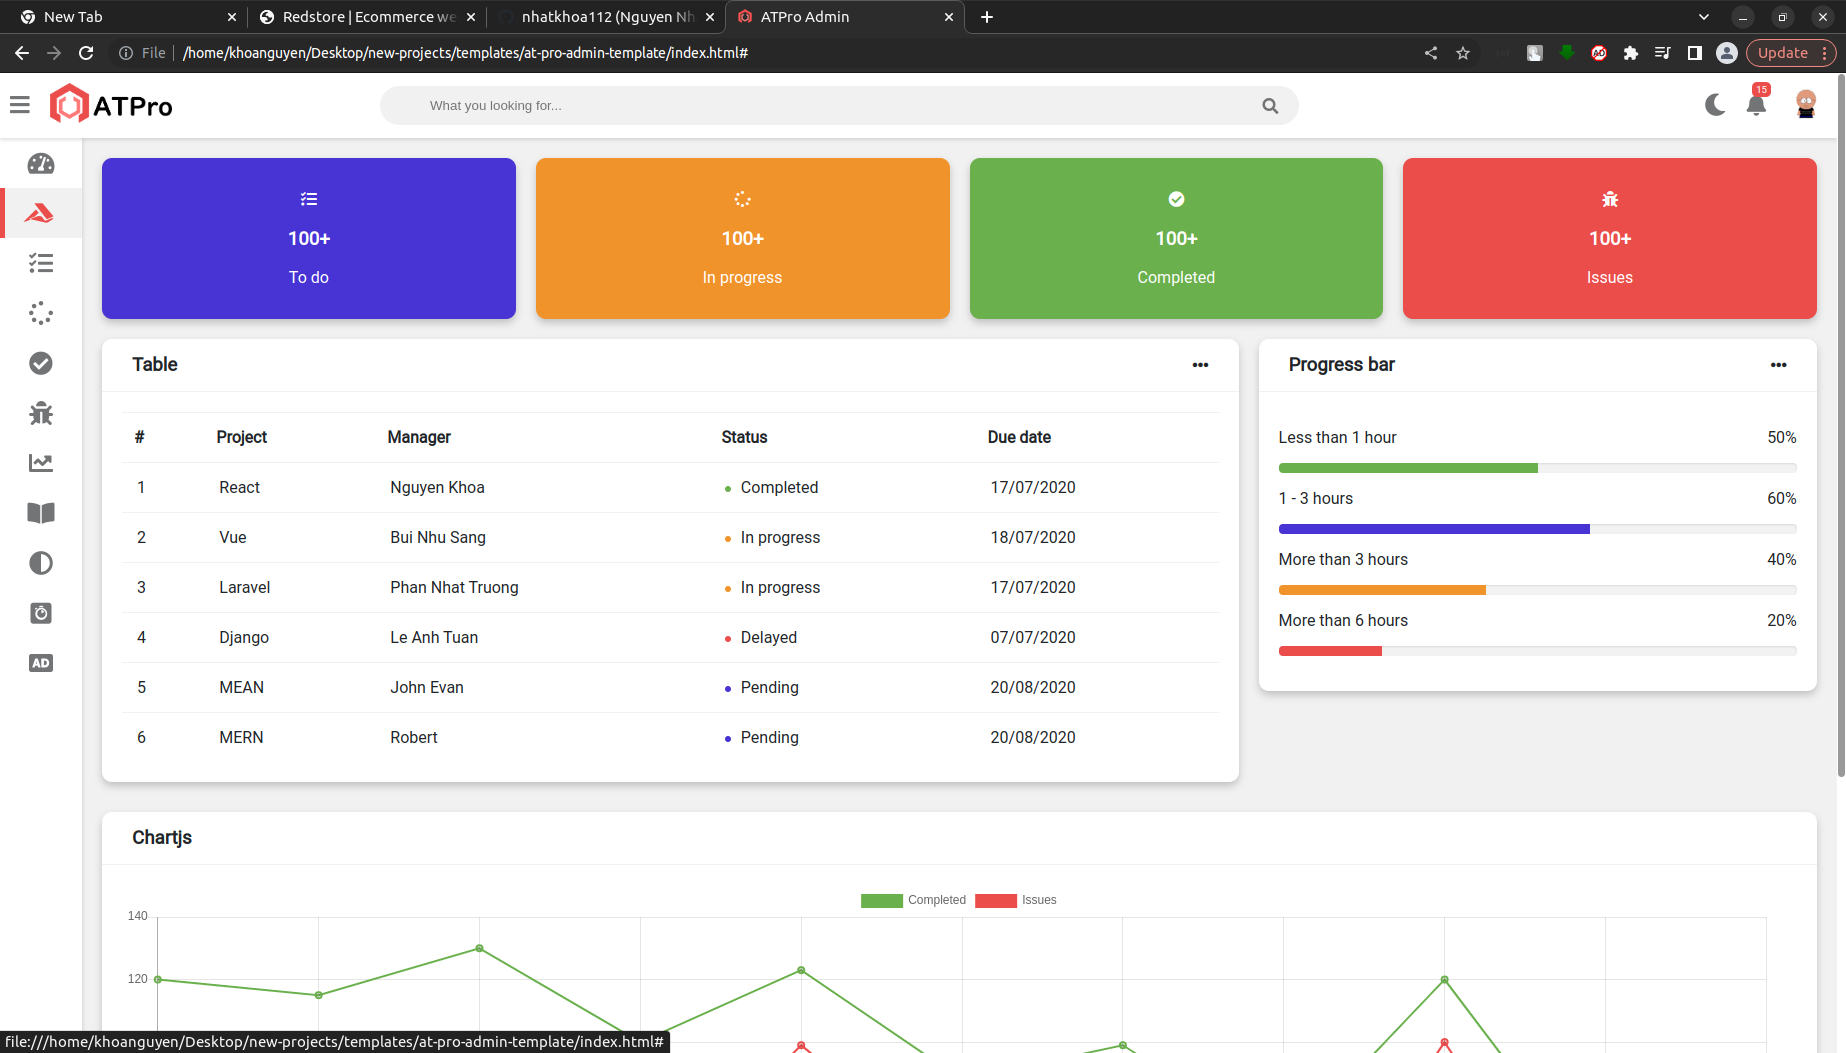 New Tab
Redstore | Ecommerce we
nhatkhoa112 (Nguyen Nh
ATPro Admin
File
/home/khoanguyen/Desktop/new-projects/templates/at-pro-admin-template/index.html#
Update
ATPro
What you looking for...
15
100+
To do
100+
In progress
100+
Completed
100+
Issues
Table
# Project Manager Status Due date
1 React Nguyen Khoa Completed 17/07/2020
2 Vue Bui Nhu Sang In progress 18/07/2020
3 Laravel Phan Nhat Truong In progress 17/07/2020
4 Django Le Anh Tuan Delayed 07/07/2020
5 MEAN John Evan Pending 20/08/2020
6 MERN Robert Pending 20/08/2020
Progress bar
Less than 1 hour 50%
1 - 3 hours 60%
More than 3 hours 40%
More than 6 hours 20%
AD
Chartjs
Completed Issues
140
120
file:///home/khoanguyen/Desktop/new-projects/templates/at-pro-admin-template/index.html#